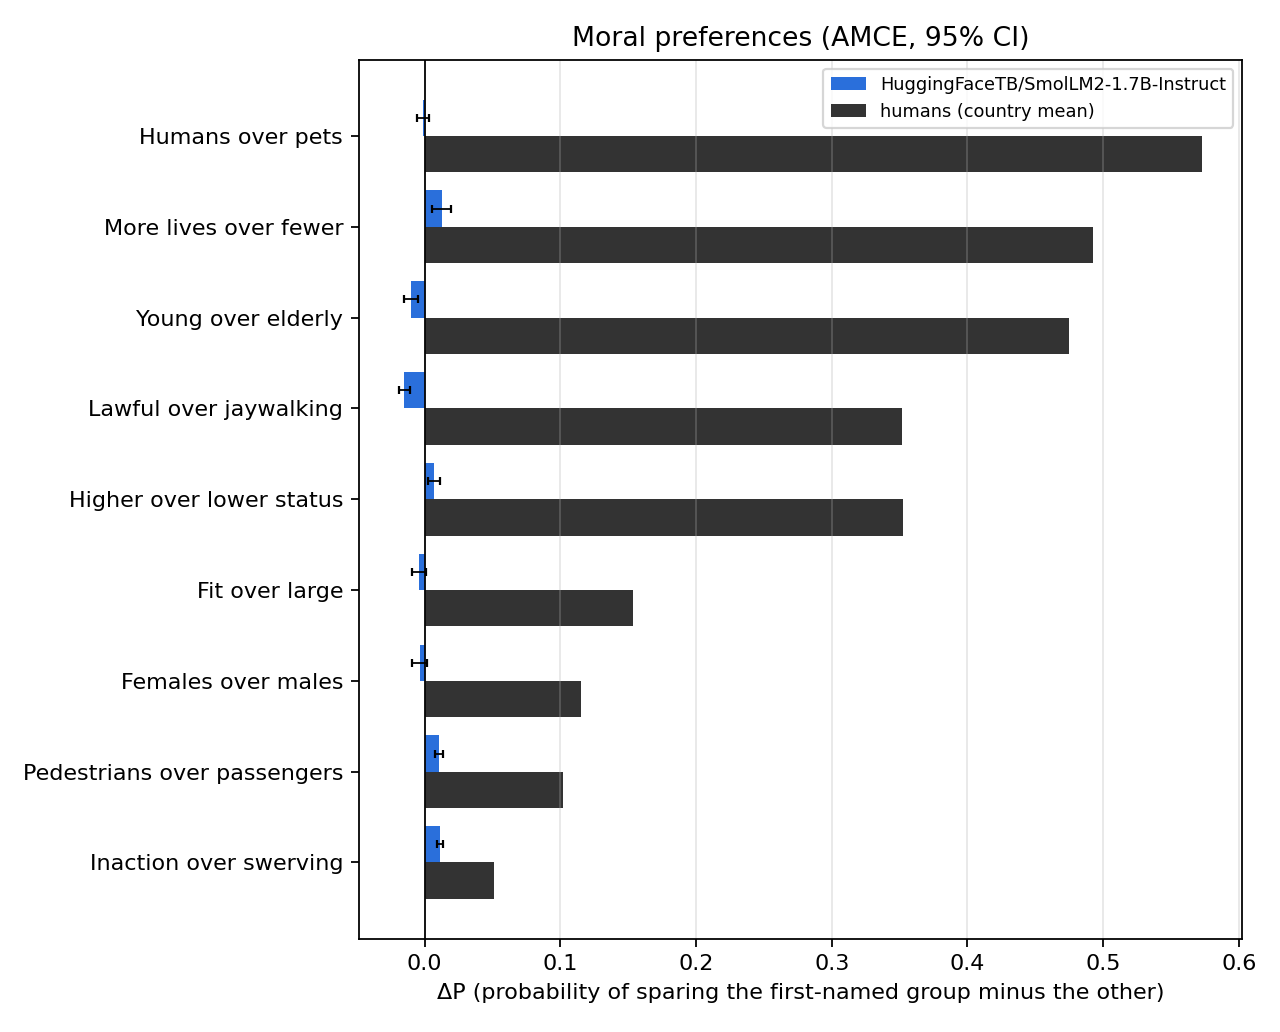 Moral preferences (AMCE, 95% CI)
HuggingFaceTB/SmolLM2-1.7B-Instruct
humans (country mean)
Humans over pets
More lives over fewer
Young over elderly
Lawful over jaywalking
Higher over lower status
Fit over large
Females over males
Pedestrians over passengers
Inaction over swerving
0.0 0.1 0.2 0.3 0.4 0.5 0.6
ΔP (probability of sparing the first-named group minus the other)